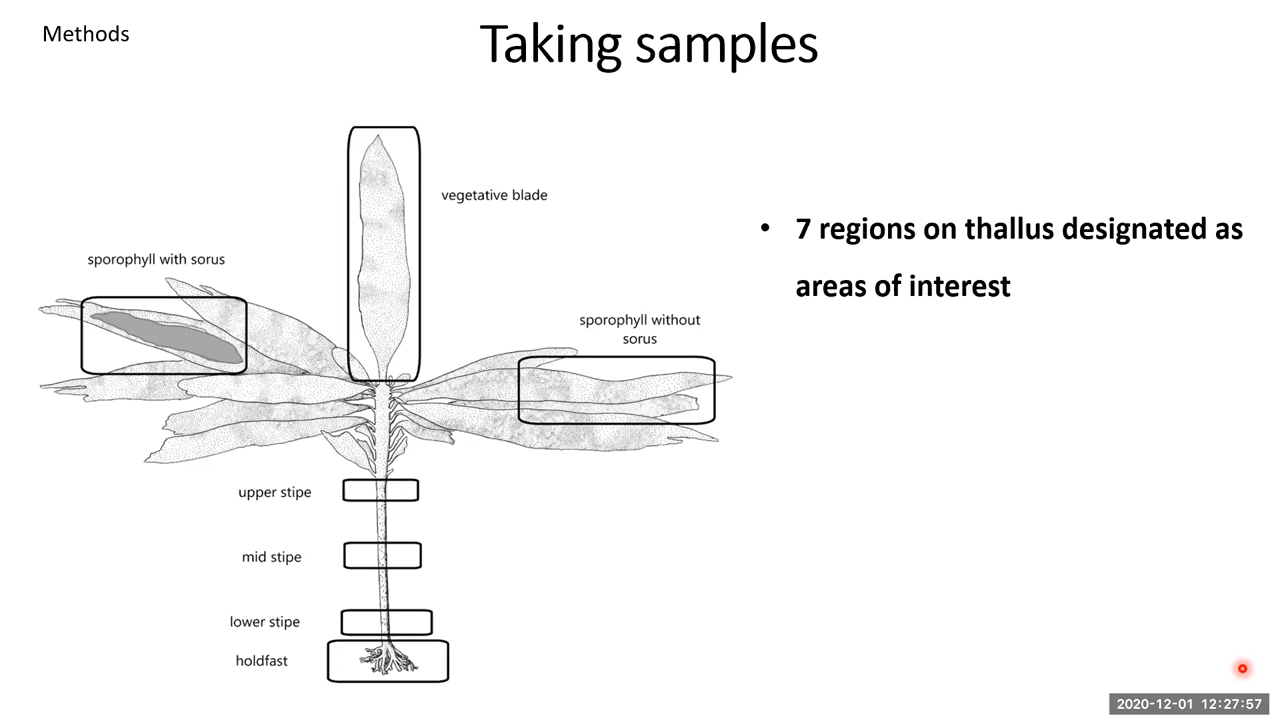 Methods
Taking samples
vegetative blade
sporophyll with sorus
sporophyll without
sorus
upper stipe
mid stipe
lower stipe
holdfast
• 7 regions on thallus designated as
areas of interest
2020-12-01 12:27:57